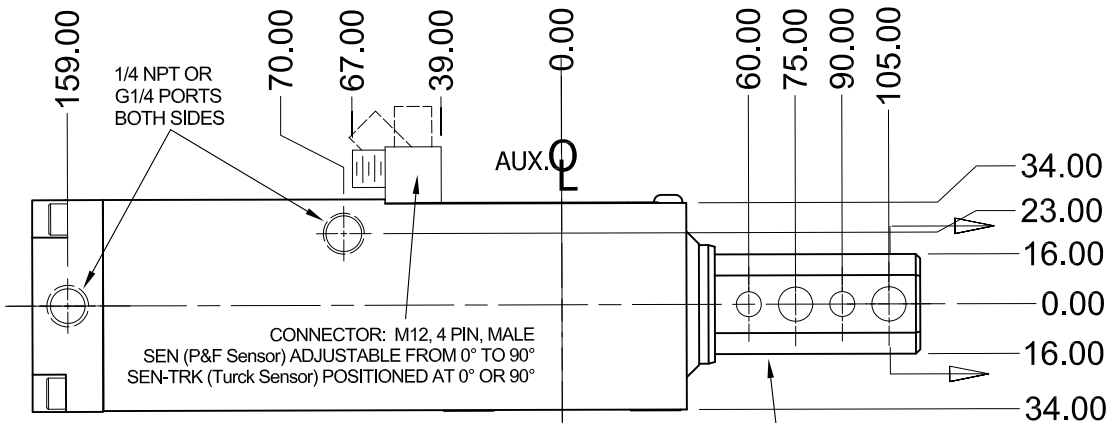 159.00
70.00
67.00
39.00
0.00
60.00
75.00
90.00
105.00
1/4 NPT OR
G1/4 PORTS
BOTH SIDES
AUX. O
L
34.00
23.00
16.00
0.00
16.00
34.00
CONNECTOR: M12, 4 PIN, MALE
SEN (P&F Sensor) ADJUSTABLE FROM 0° TO 90°
SEN-TRK (Turck Sensor) POSITIONED AT 0° OR 90°